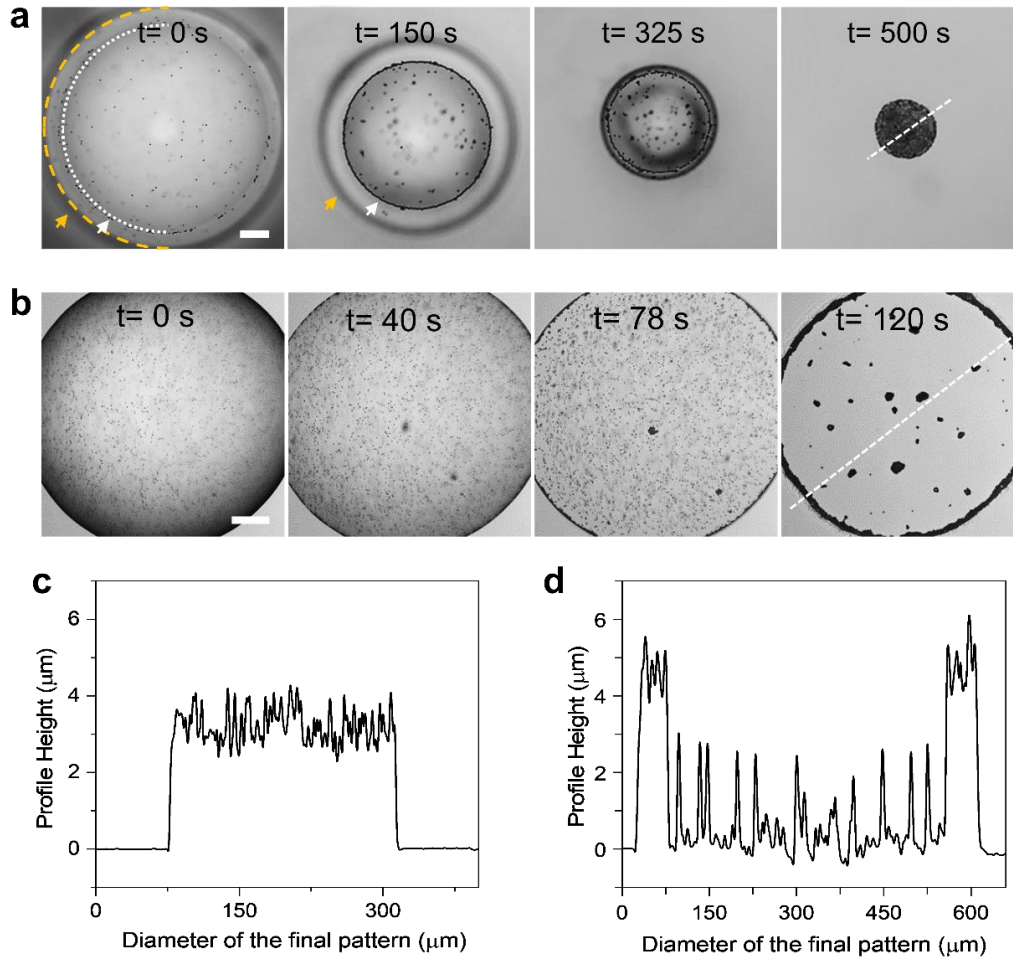 a
t= 0 s
t= 150 s
t= 325 s
t= 500 s
b
t= 0 s
t= 40 s
t= 78 s
t= 120 s
c
6
4
2
0
Profile Height (μm)
0
150
300
Diameter of the final pattern (μm)
d
6
4
2
0
Profile Height (μm)
0
150
300
450
600
Diameter of the final pattern (μm)